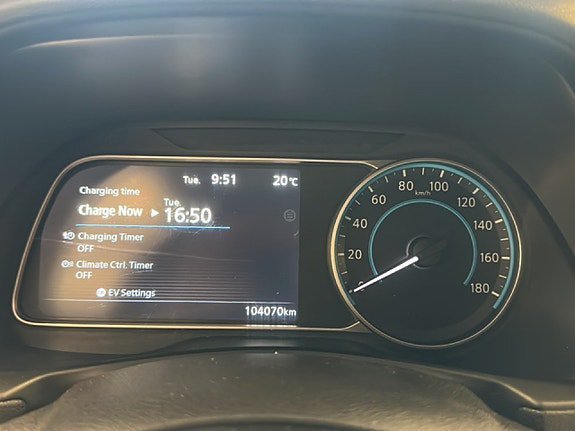 Tue. 9:51 20°C
Charging time
Charge Now ▶ Tue. 16:50
Charging Timer
OFF
Climate Ctrl. Timer
OFF
EV Settings
104070km
0 20 40 60 80 100 120 140 160 180
km/h